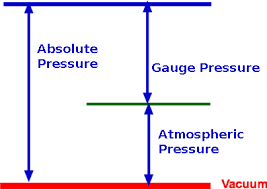 Absolute
Pressure
Gauge Pressure
Atmospheric
Pressure
Vacuum